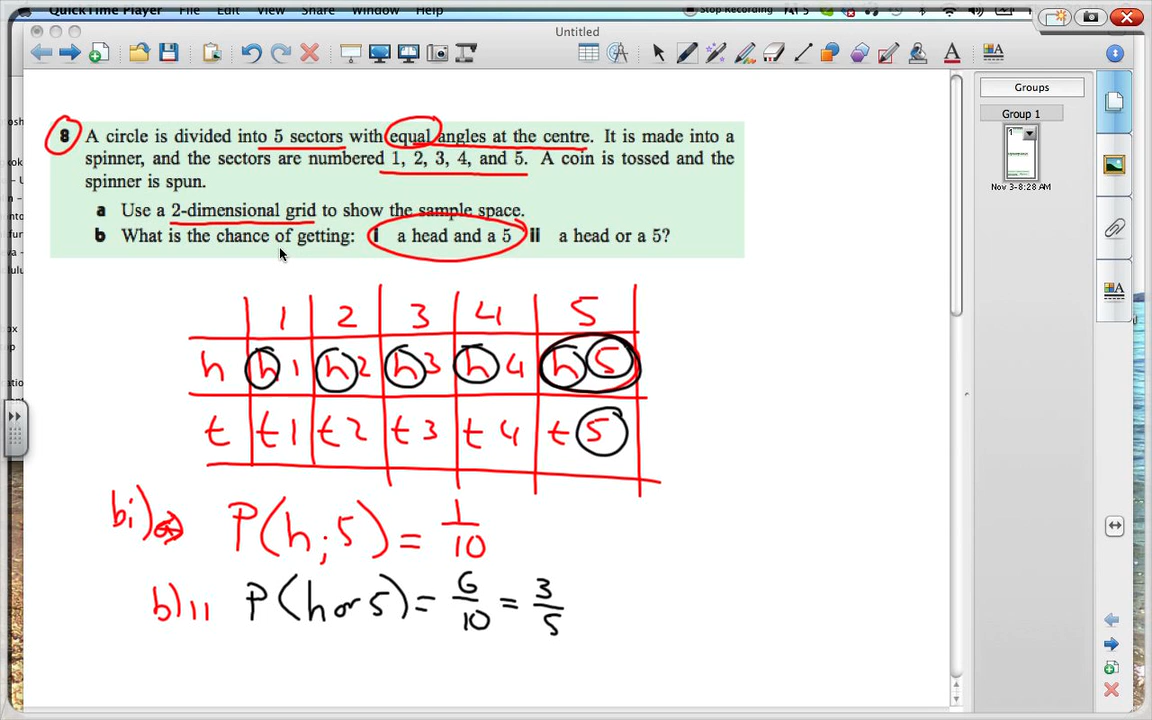 QuickTime Player File Edit View Share Window Help Stop Recording
Untitled
8 A circle is divided into 5 sectors with equal angles at the centre. It is made into a
spinner, and the sectors are numbered 1, 2, 3, 4, and 5. A coin is tossed and the
spinner is spun.
a Use a 2-dimensional grid to show the sample space.
b What is the chance of getting: i a head and a 5 ii a head or a 5?
1 2 3 4 5
h h1 h2 h3 h4 h5
t t1 t2 t3 t4 t5
bi) P(h;5) = 1/10
b)ii P(h or 5) = 6/10 = 3/5
Groups
Group 1
1
Nov 3-8:28 AM